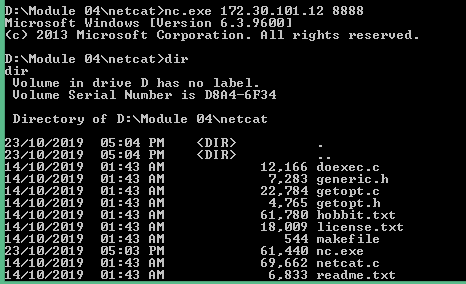 D:\Module 04\netcat>nc.exe 172.30.101.12 8888
Microsoft Windows [Version 6.3.9600]
(c) 2013 Microsoft Corporation. All rights reserved.

D:\Module 04\netcat>dir
dir
 Volume in drive D has no label.
 Volume Serial Number is D8A4-6F34

 Directory of D:\Module 04\netcat

23/10/2019  05:04 PM    <DIR>          .
23/10/2019  05:04 PM    <DIR>          ..
14/10/2019  01:43 AM            12,166 doexec.c
14/10/2019  01:43 AM             7,283 generic.h
14/10/2019  01:43 AM            22,784 getopt.c
14/10/2019  01:43 AM             4,765 getopt.h
14/10/2019  01:43 AM            61,780 hobbit.txt
14/10/2019  01:43 AM            18,009 license.txt
14/10/2019  01:43 AM               544 makefile
23/10/2019  05:03 PM            61,440 nc.exe
14/10/2019  01:43 AM            69,662 netcat.c
14/10/2019  01:43 AM             6,833 readme.txt